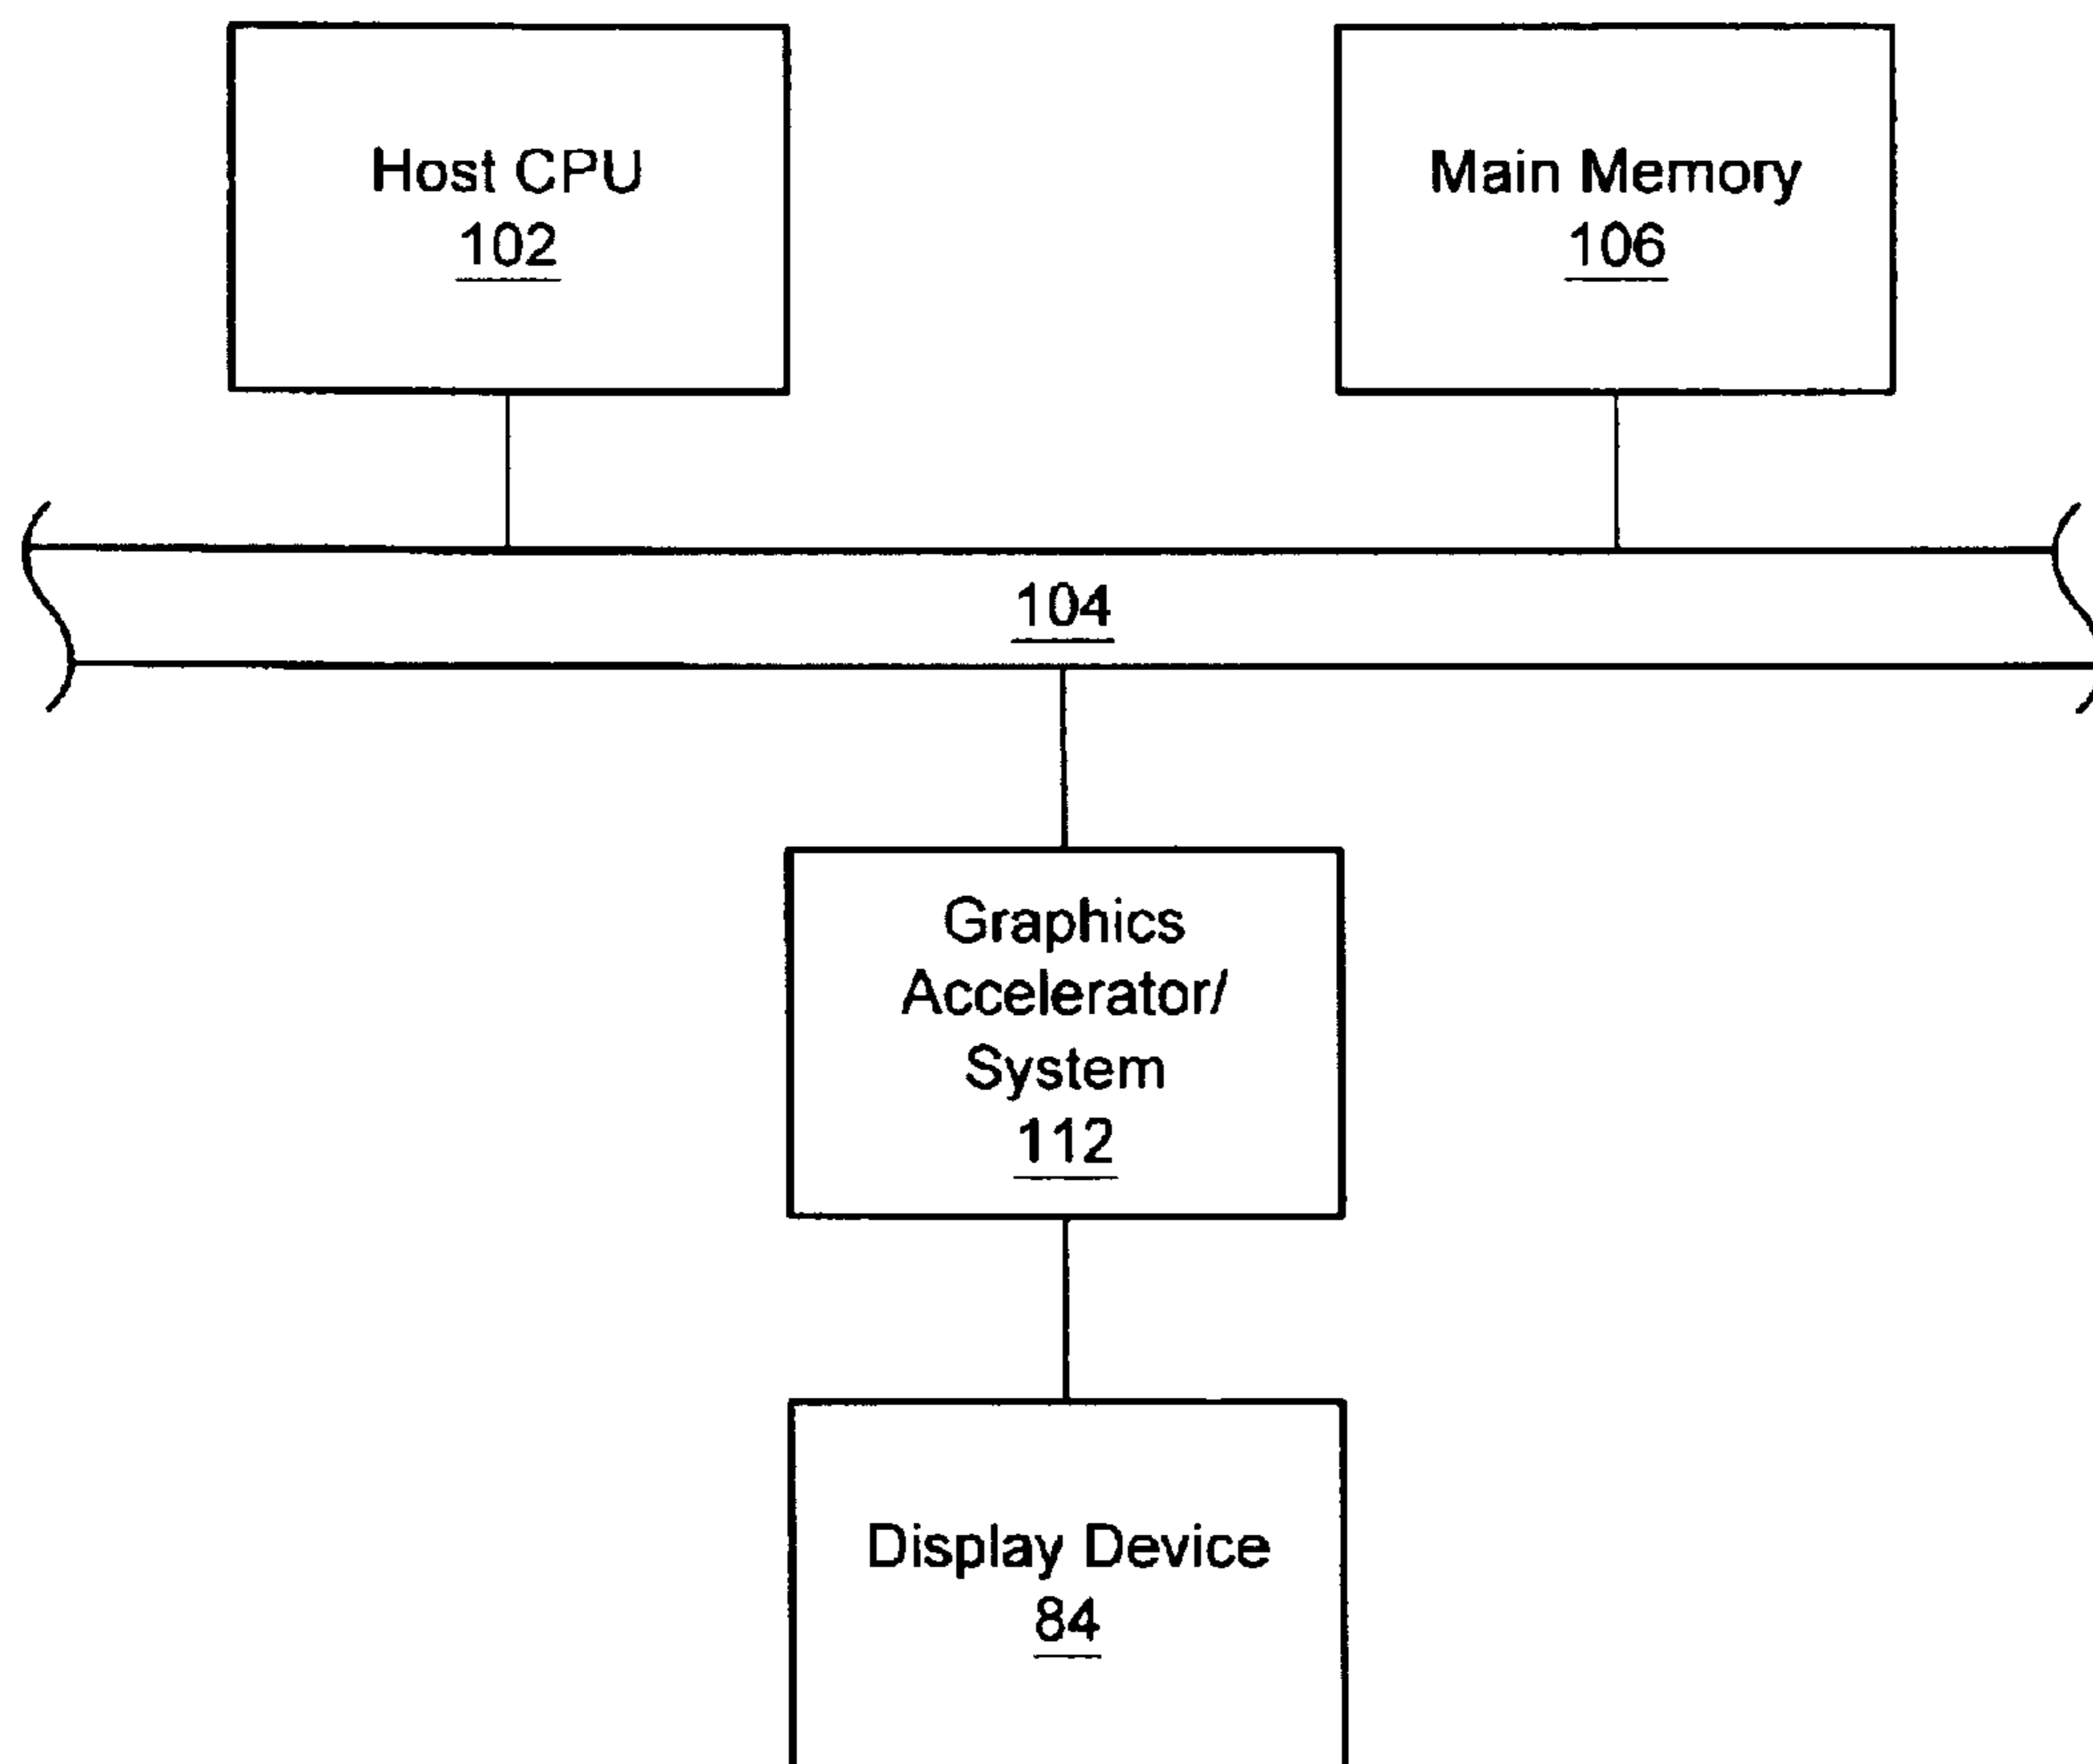 Host CPU
102
Main Memory
106
104
Graphics
Accelerator/
System
112
Display Device
84